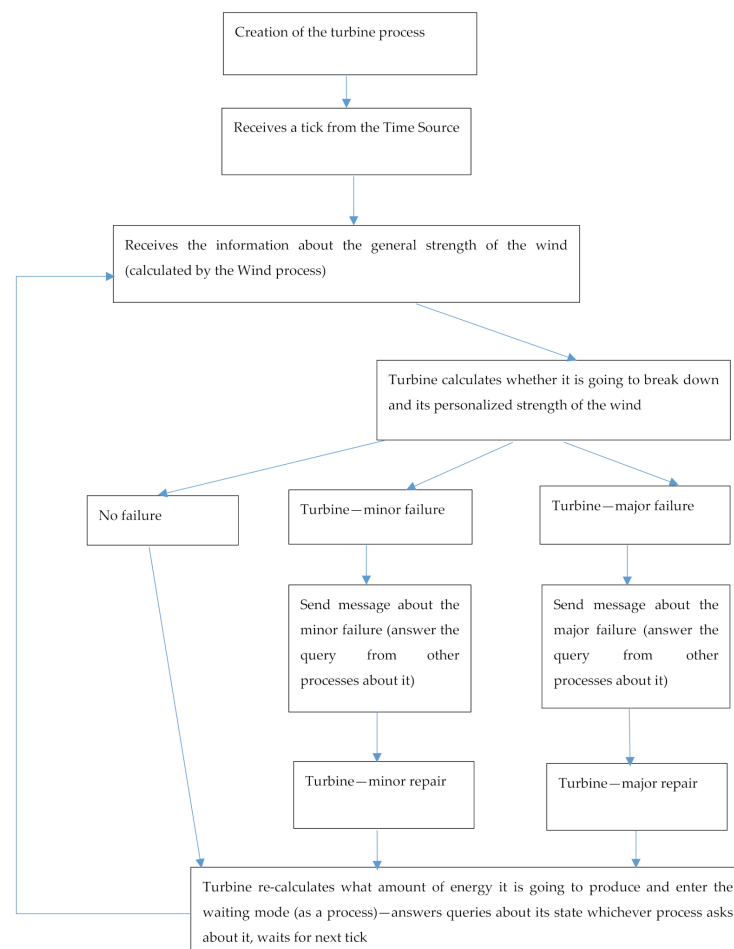 Creation of the turbine process
Receives a tick from the Time Source
Receives the information about the general strength of the wind
(calculated by the Wind process)
Turbine calculates whether it is going to break down
and its personalized strength of the wind
No failure
Turbine—minor failure
Turbine—major failure
Send message about the
minor failure (answer the
query from other
processes about it)
Send message about the
major failure (answer the
query from other
processes about it)
Turbine—minor repair
Turbine—major repair
Turbine re-calculates what amount of energy it is going to produce and enter the
waiting mode (as a process)—answers queries about its state whichever process asks
about it, waits for next tick